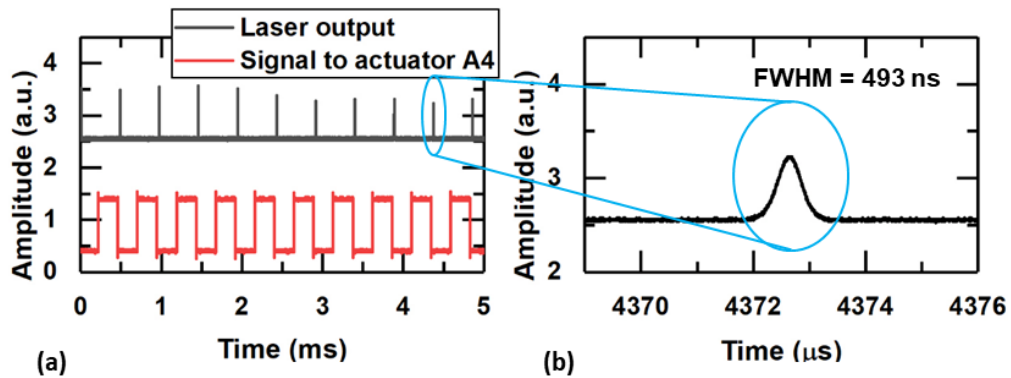 Laser output
Signal to actuator A4
4
3
2
1
0
Amplitude (a.u.)
0 1 2 3 4 5
Time (ms)
(a)
FWHM = 493 ns
4
3
2
Amplitude (a.u.)
4370 4372 4374 4376
Time (μs)
(b)